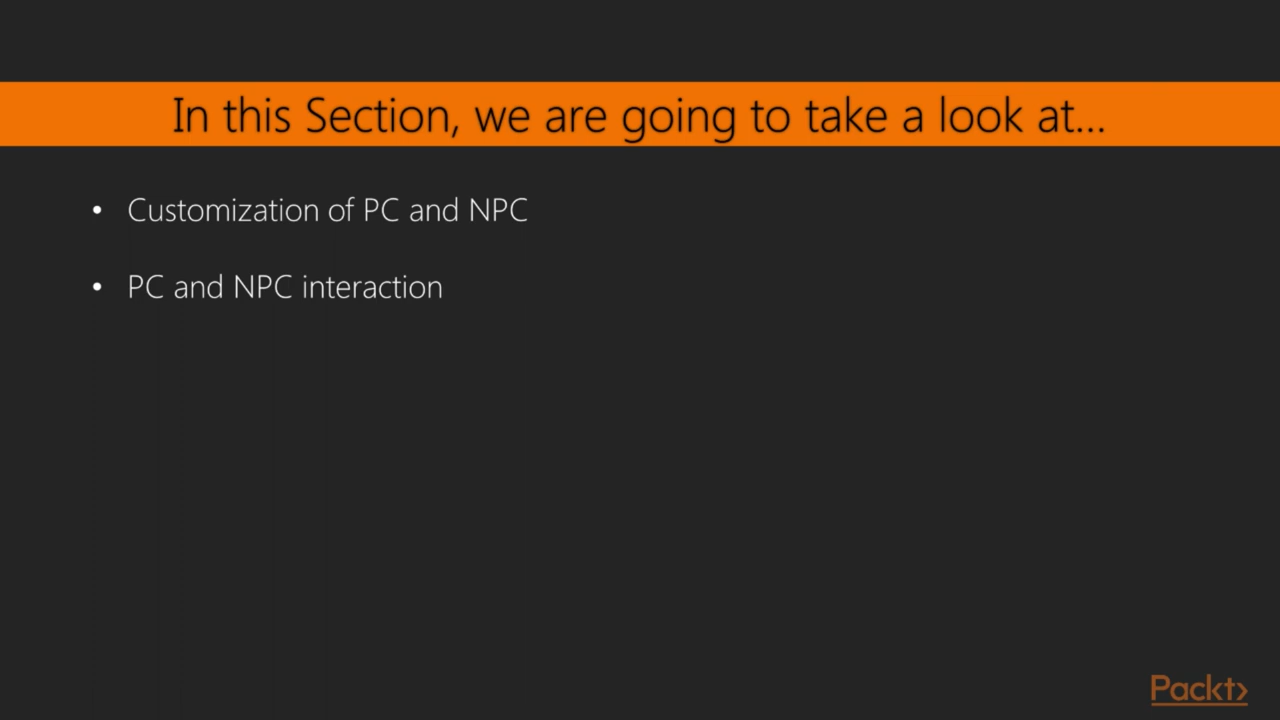 In this Section, we are going to take a look at...
• Customization of PC and NPC
• PC and NPC interaction
Packt>